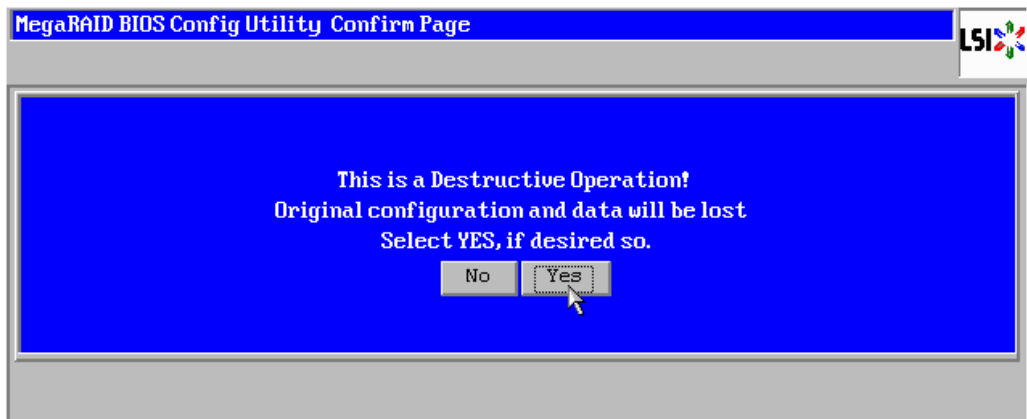 MegaRAID BIOS Config Utility Confirm Page
LSI
This is a Destructive Operation!
Original configuration and data will be lost
Select YES, if desired so.
No Yes